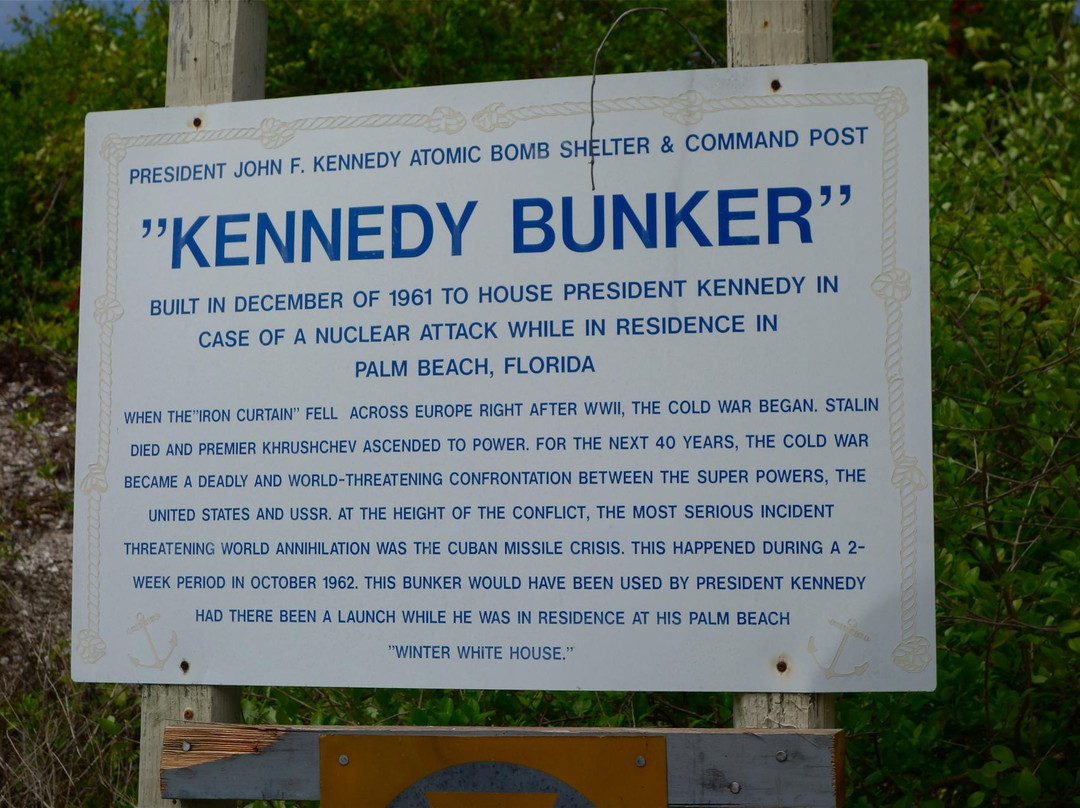 PRESIDENT JOHN F. KENNEDY ATOMIC BOMB SHELTER & COMMAND POST
"KENNEDY BUNKER"
BUILT IN DECEMBER OF 1961 TO HOUSE PRESIDENT KENNEDY IN
CASE OF A NUCLEAR ATTACK WHILE IN RESIDENCE IN
PALM BEACH, FLORIDA
WHEN THE"IRON CURTAIN" FELL ACROSS EUROPE RIGHT AFTER WWII, THE COLD WAR BEGAN. STALIN
DIED AND PREMIER KHRUSHCHEV ASCENDED TO POWER. FOR THE NEXT 40 YEARS, THE COLD WAR
BECAME A DEADLY AND WORLD-THREATENING CONFRONTATION BETWEEN THE SUPER POWERS, THE
UNITED STATES AND USSR. AT THE HEIGHT OF THE CONFLICT, THE MOST SERIOUS INCIDENT
THREATENING WORLD ANNIHILATION WAS THE CUBAN MISSILE CRISIS. THIS HAPPENED DURING A 2-
WEEK PERIOD IN OCTOBER 1962. THIS BUNKER WOULD HAVE BEEN USED BY PRESIDENT KENNEDY
HAD THERE BEEN A LAUNCH WHILE HE WAS IN RESIDENCE AT HIS PALM BEACH
"WINTER WHITE HOUSE."